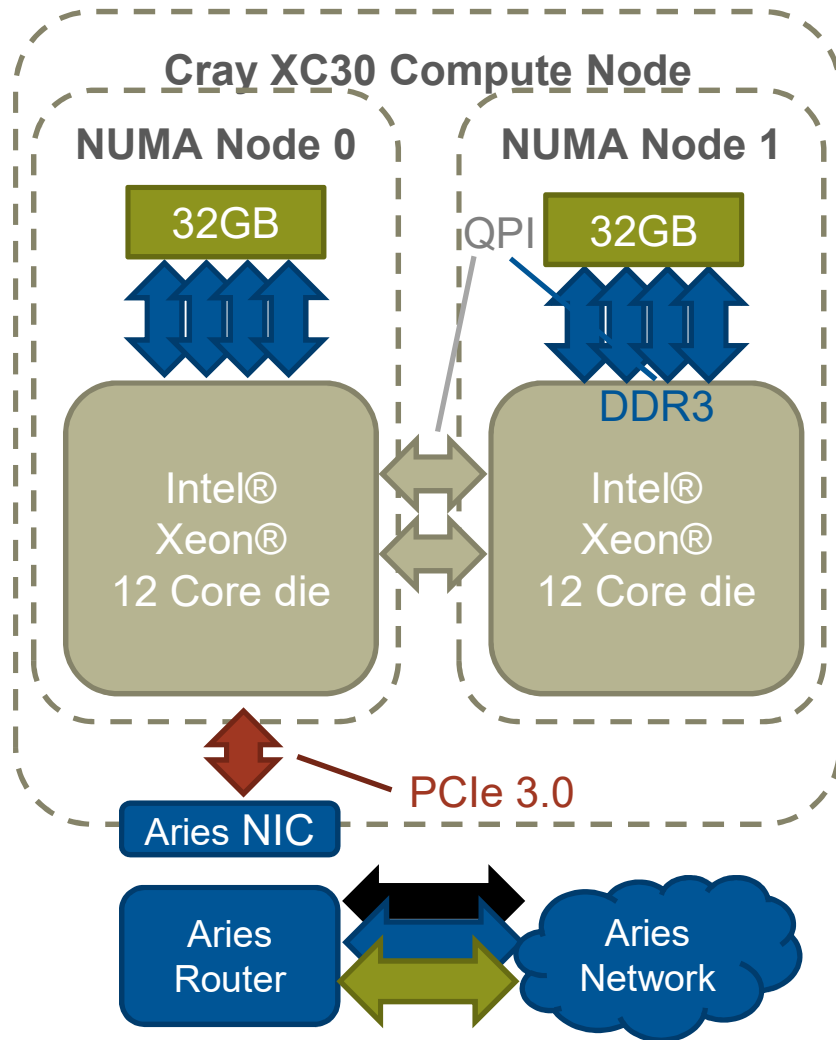 Cray XC30 Compute Node
NUMA Node 0
NUMA Node 1
32GB
QPI
32GB
DDR3
Intel®
Xeon®
12 Core die
Intel®
Xeon®
12 Core die
PCIe 3.0
Aries NIC
Aries
Router
Aries
Network